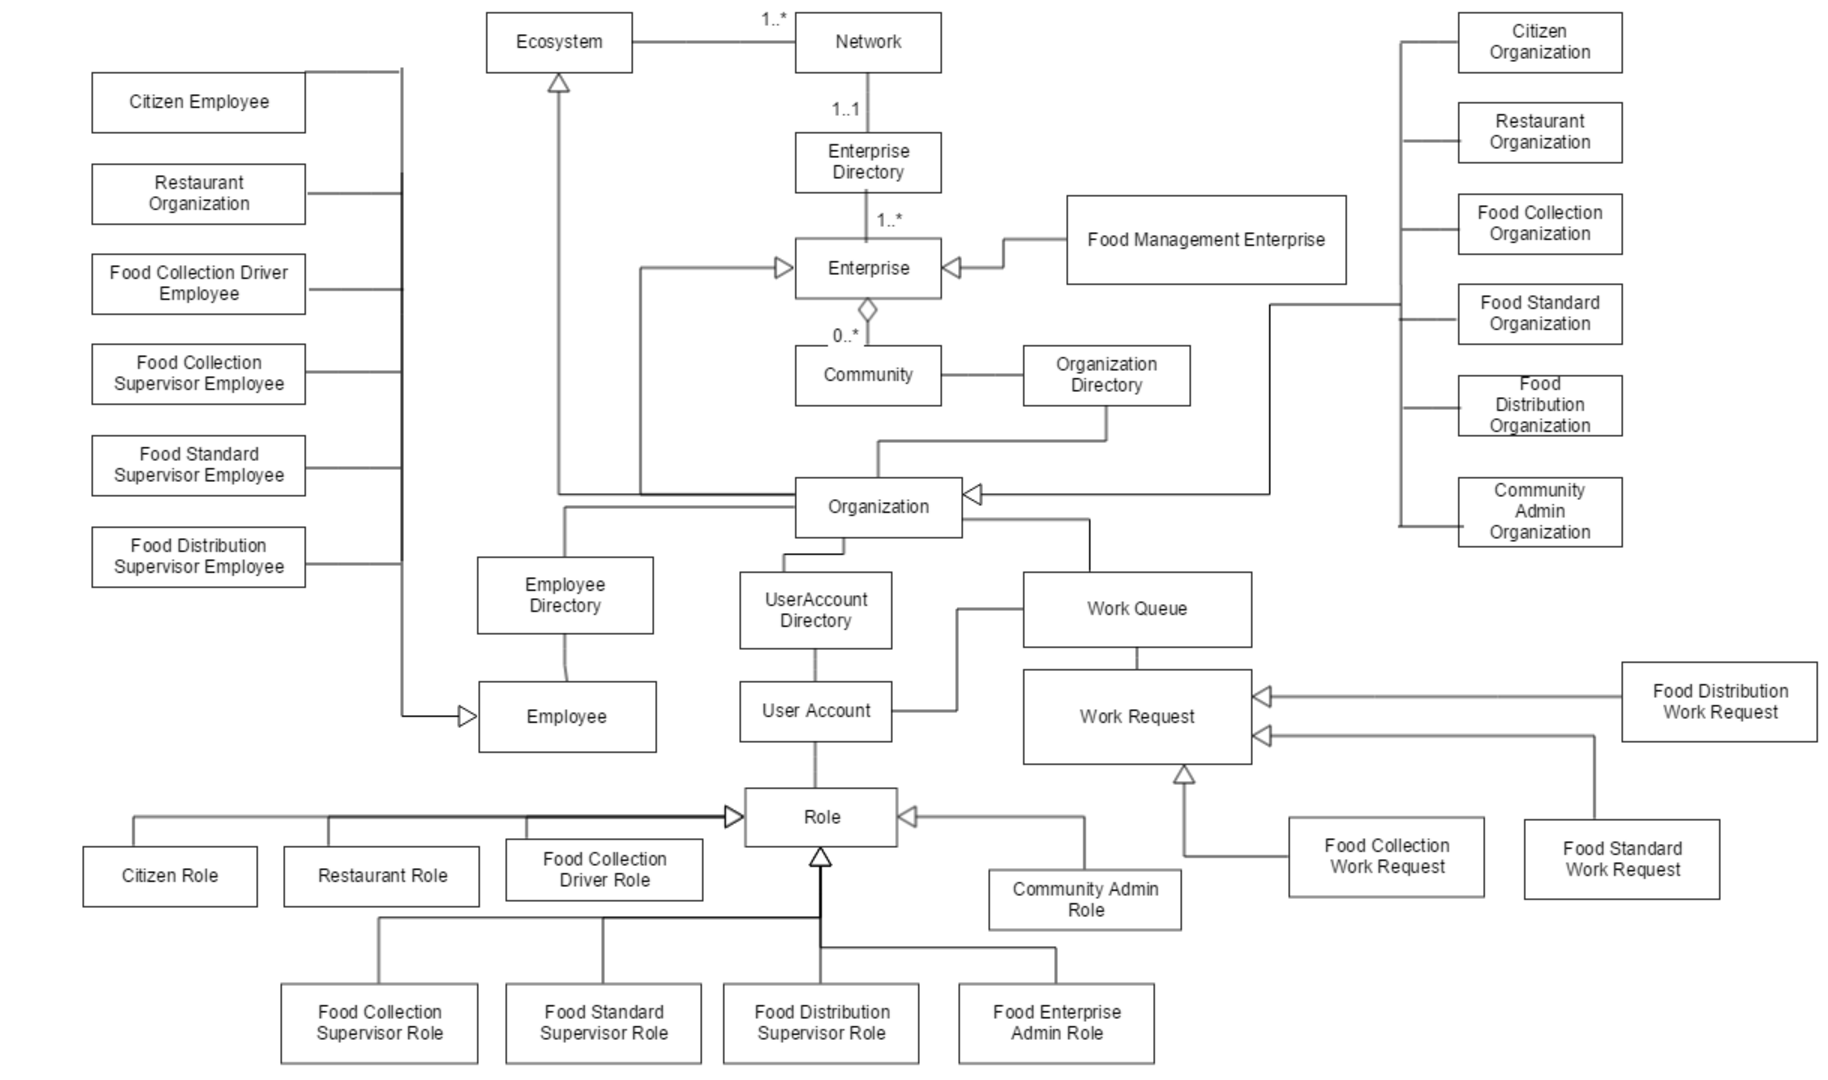 Ecosystem
1..*
Network
Citizen
Organization
Citizen Employee
1..1
Enterprise
Directory
Restaurant
Organization
Restaurant
Organization
1..*
Food Management Enterprise
Food Collection
Organization
Enterprise
Food Collection Driver
Employee
0..*
Food Standard
Organization
Food Collection
Supervisor Employee
Community
Organization
Directory
Food
Distribution
Organization
Food Standard
Supervisor Employee
Organization
Community
Admin
Organization
Food Distribution
Supervisor Employee
Employee
Directory
UserAccount
Directory
Work Queue
Employee
User Account
Work Request
Food Distribution
Work Request
Role
Citizen Role
Restaurant Role
Food Collection
Driver Role
Community Admin
Role
Food Collection
Work Request
Food Standard
Work Request
Food Collection
Supervisor Role
Food Standard
Supervisor Role
Food Distribution
Supervisor Role
Food Enterprise
Admin Role